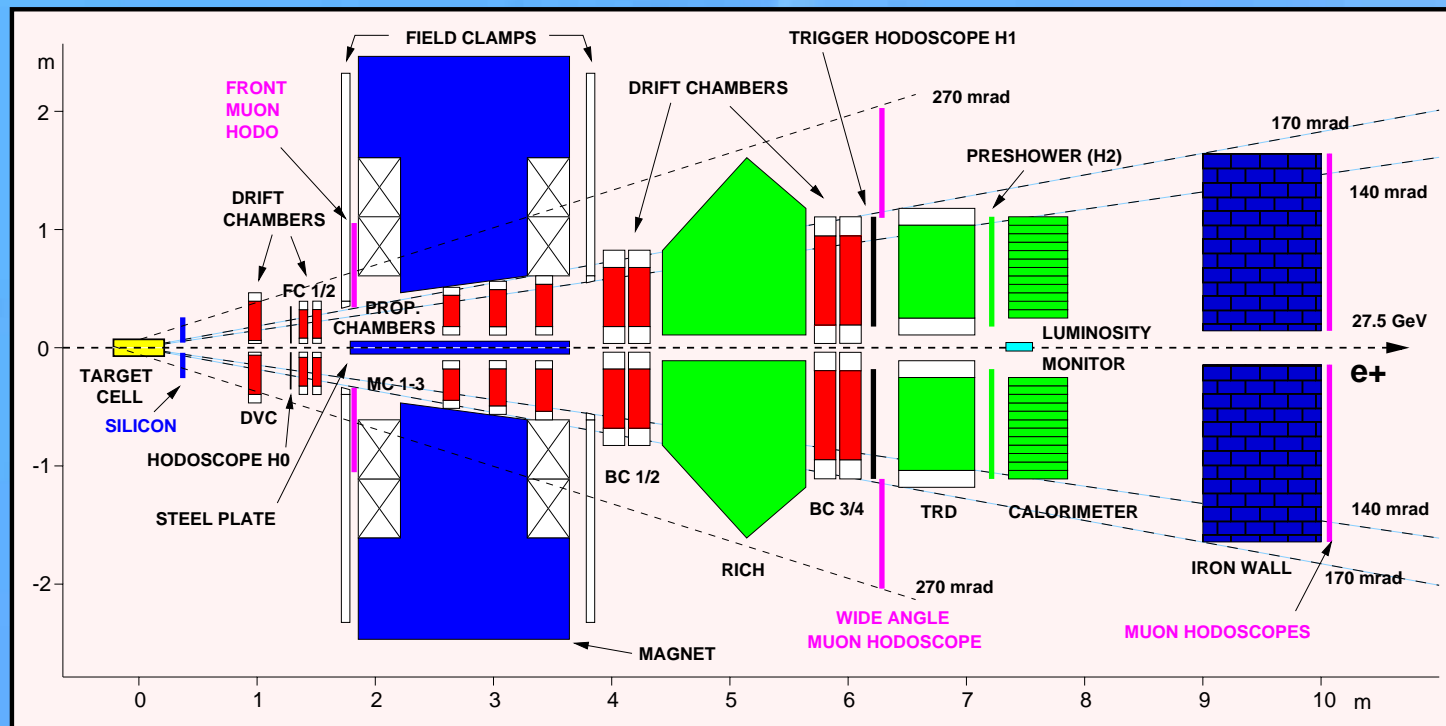 FIELD CLAMPS
TRIGGER HODOSCOPE H1
m
FRONT
MUON
HODO
DRIFT CHAMBERS
270 mrad
170 mrad
2
PRESHOWER (H2)
DRIFT
CHAMBERS
140 mrad
1
FC 1/2
PROP.
CHAMBERS
27.5 GeV
LUMINOSITY
MONITOR
0
e+
TARGET
CELL
MC 1-3
SILICON
DVC
HODOSCOPE H0
-1
BC 1/2
BC 3/4
TRD
CALORIMETER
140 mrad
STEEL PLATE
RICH
IRON WALL
170 mrad
-2
270 mrad
WIDE ANGLE
MUON HODOSCOPE
MUON HODOSCOPES
MAGNET
0 1 2 3 4 5 6 7 8 9 10 m